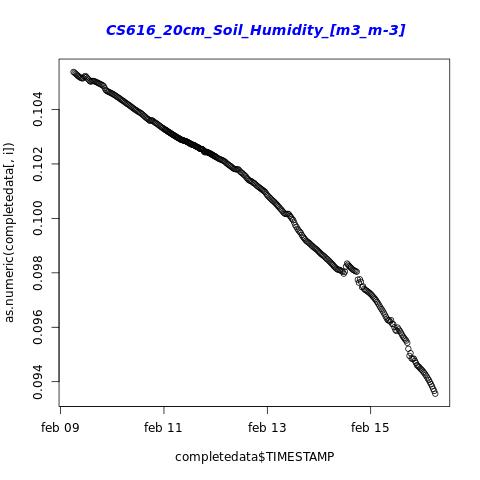 CS616_20cm_Soil_Humidity_[m3_m-3]
as.numeric(completedata[, i])
0.104
0.102
0.100
0.098
0.096
0.094
feb 09 feb 11 feb 13 feb 15
completedata$TIMESTAMP